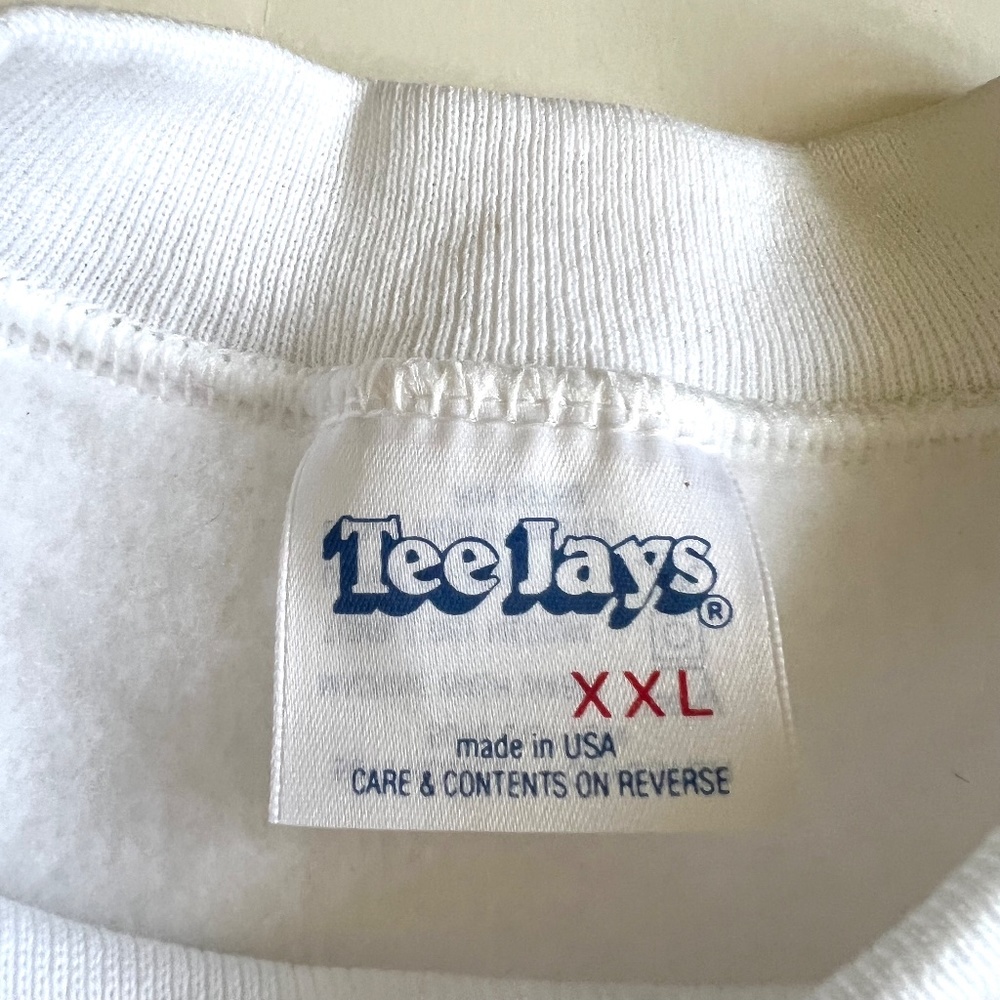 Tee Jays®
XXL
made in USA
CARE & CONTENTS ON REVERSE